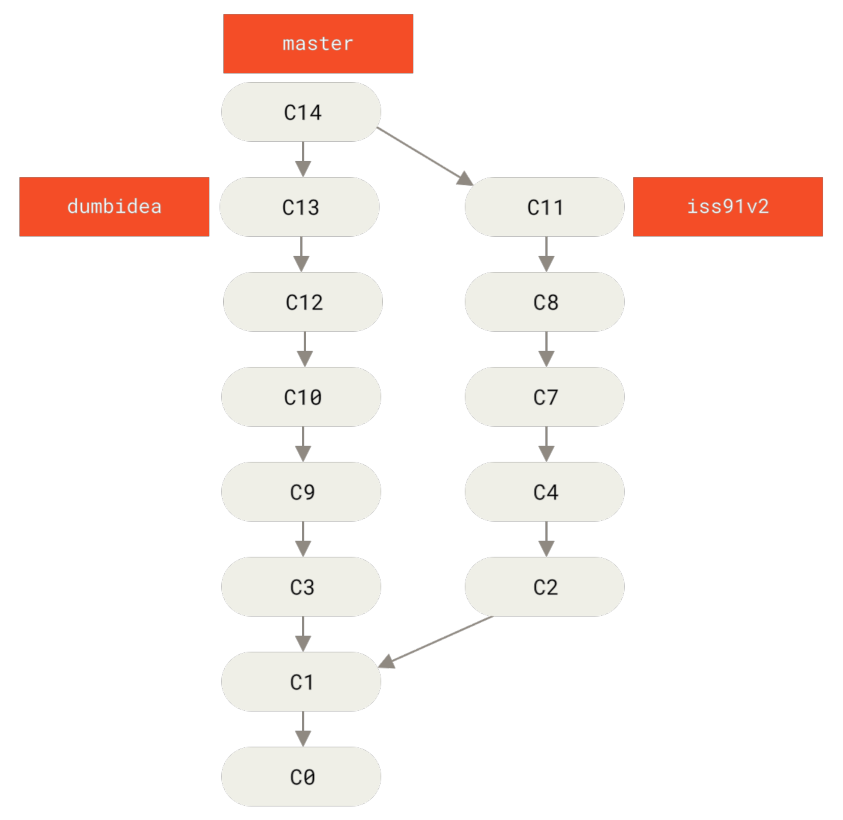 master
C14
dumbidea
C13
C11
iss91v2
C12
C8
C10
C7
C9
C4
C3
C2
C1
C0